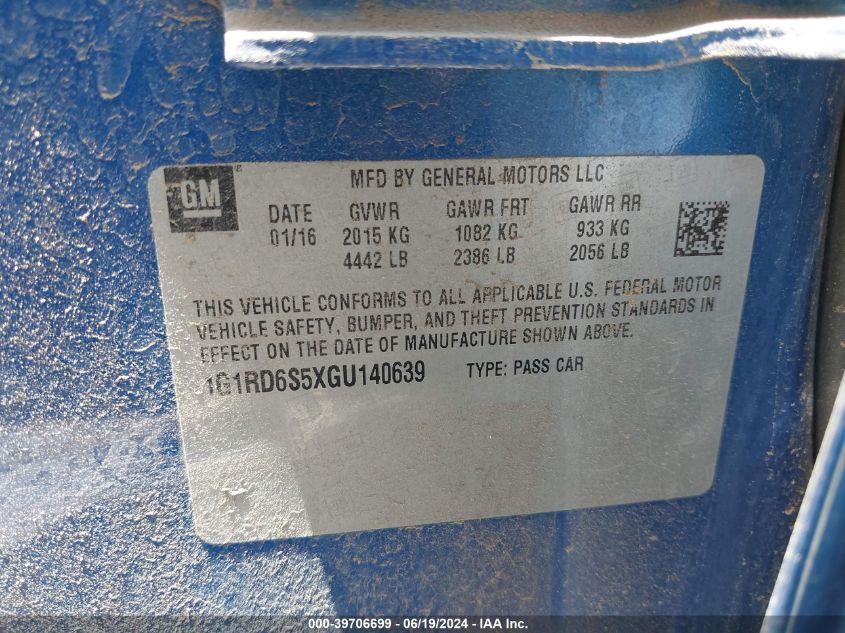 GM
MFD BY GENERAL MOTORS LLC
DATE GVWR GAWR FRT GAWR RR
01/16 2015 KG 1082 KG 933 KG
4442 LB 2386 LB 2056 LB
THIS VEHICLE CONFORMS TO ALL APPLICABLE U.S. FEDERAL MOTOR
VEHICLE SAFETY, BUMPER, AND THEFT PREVENTION STANDARDS IN
EFFECT ON THE DATE OF MANUFACTURE SHOWN ABOVE.
1G1RD6S5XGU140639 TYPE: PASS CAR
000-39706699 / 06/19/2024 - IAA Inc.